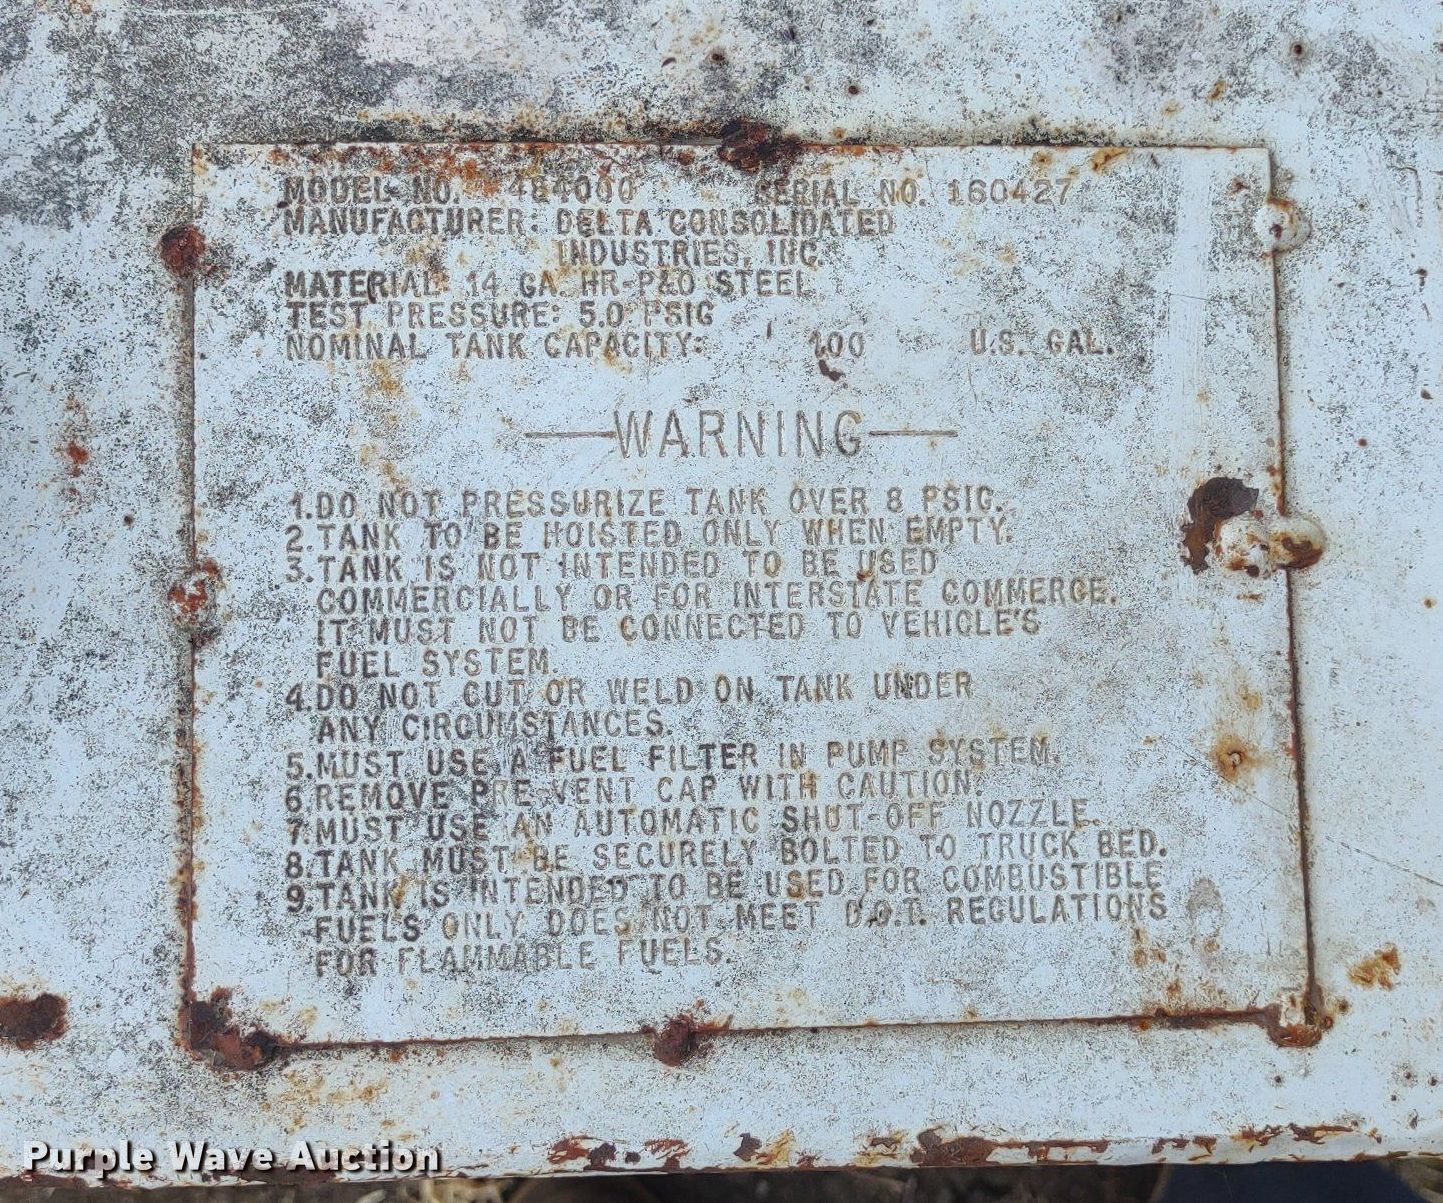 MODEL NO. 484000 SERIAL NO. 160427
MANUFACTURER: DELTA CONSOLIDATED
INDUSTRIES, INC.
MATERIAL: 14 GA. HR-P&O STEEL
TEST PRESSURE: 5.0 PSIG
NOMINAL TANK CAPACITY: 100 U.S. GAL.
WARNING
1. DO NOT PRESSURIZE TANK OVER 8 PSIG.
2. TANK TO BE HOISTED ONLY WHEN EMPTY.
3. TANK IS NOT INTENDED TO BE USED
COMMERCIALLY OR FOR INTERSTATE COMMERCE.
IT MUST NOT BE CONNECTED TO VEHICLE'S
FUEL SYSTEM.
4. DO NOT CUT OR WELD ON TANK UNDER
ANY CIRCUMSTANCES.
5. MUST USE A FUEL FILTER IN PUMP SYSTEM.
6. REMOVE PRE-VENT CAP WITH CAUTION.
7. MUST USE AN AUTOMATIC SHUT-OFF NOZZLE.
8. TANK MUST BE SECURELY BOLTED TO TRUCK BED.
9. TANK IS INTENDED TO BE USED FOR COMBUSTIBLE
FUELS ONLY DOES NOT MEET D.O.T. REGULATIONS
FOR FLAMMABLE FUELS.
Purple Wave Auction